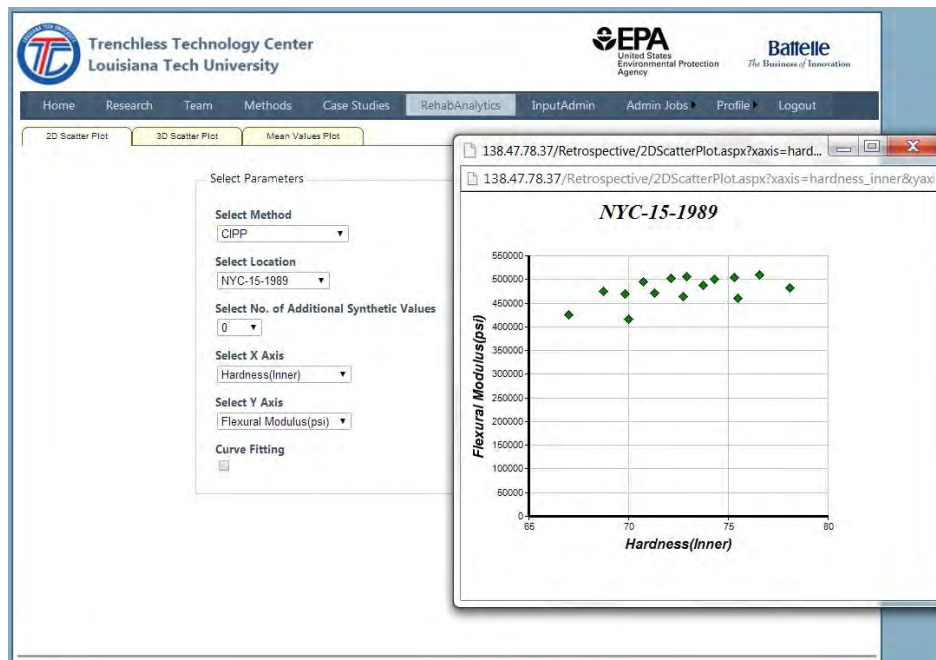 Trenchless Technology Center
Louisiana Tech University
EPA
United States
Environmental Protection
Agency
Battelle
The Business of Innovation
Home Research Team Methods Case Studies RehabAnalytics InputAdmin Admin Jobs Profile Logout
2D Scatter Plot 3D Scatter Plot Mean Values Plot
Select Parameters
Select Method
CIPP
Select Location
NYC-15-1989
Select No. of Additional Synthetic Values
0
Select X Axis
Hardness(Inner)
Select Y Axis
Flexural Modulus(psi)
Curve Fitting
138.47.78.37/Retrospective/2DScatterPlot.aspx?xaxis=hard...
138.47.78.37/Retrospective/2DScatterPlot.aspx?xaxis=hardness_inner&yaxi
NYC-15-1989
Flexural Modulus(psi)
550000
500000
450000
400000
350000
300000
250000
200000
150000
100000
50000
0
65 70 75 80
Hardness(Inner)